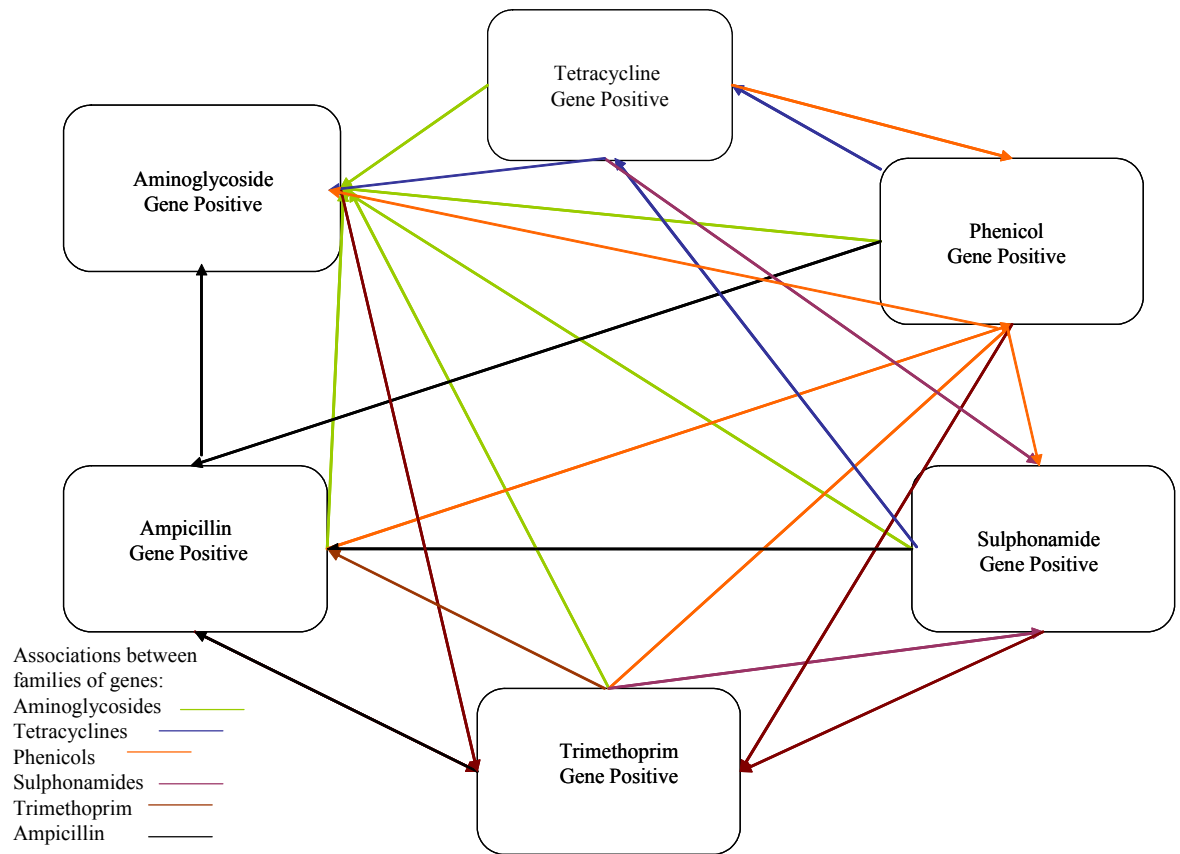 Tetracycline
Gene Positive
Aminoglycoside
Gene Positive
Phenicol
Gene Positive
Ampicillin
Gene Positive
Sulphonamide
Gene Positive
Trimethoprim
Gene Positive
Associations between
families of genes:
Aminoglycosides
Tetracyclines
Phenicols
Sulphonamides
Trimethoprim
Ampicillin